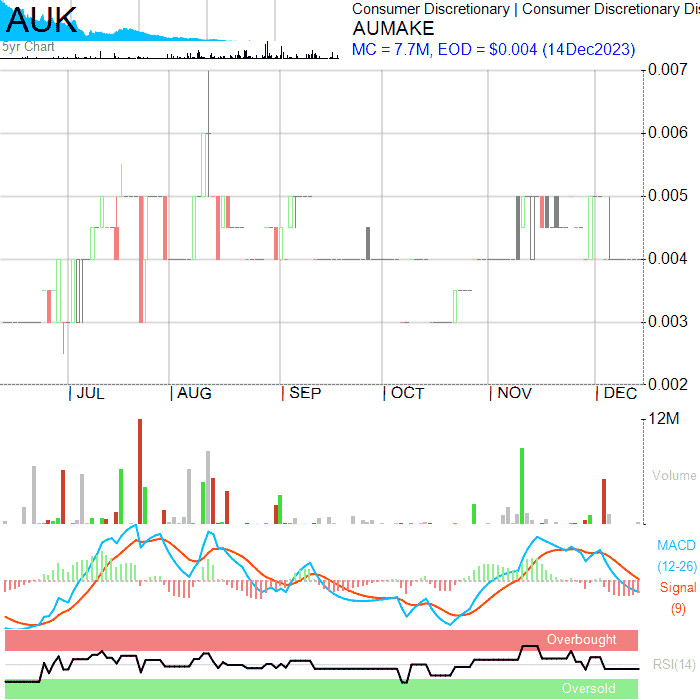 AUK
5yr Chart
Consumer Discretionary | Consumer Discretionary Dis
AUMAKE
MC = 7.7M, EOD = $0.004 (14Dec2023)
0.007
0.006
0.005
0.004
0.003
0.002
JUL
AUG
SEP
OCT
NOV
DEC
12M
Volume
MACD
(12-26)
Signal
(9)
Overbought
RSI(14)
Oversold